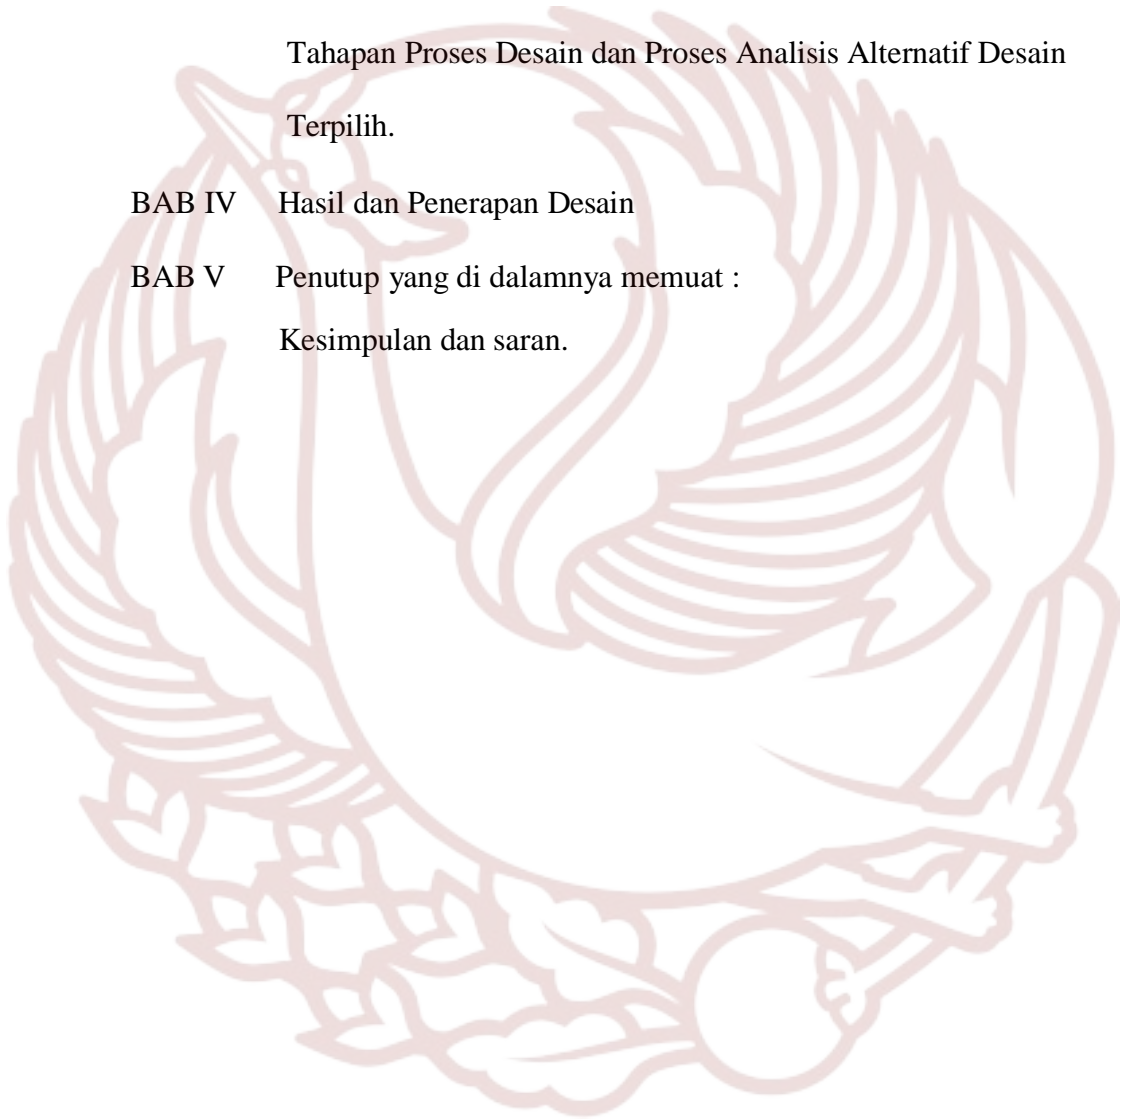 Tahapan Proses Desain dan Proses Analisis Alternatif Desain
Terpilih.
BAB IV Hasil dan Penerapan Desain
BAB V Penutup yang di dalamnya memuat :
Kesimpulan dan saran.